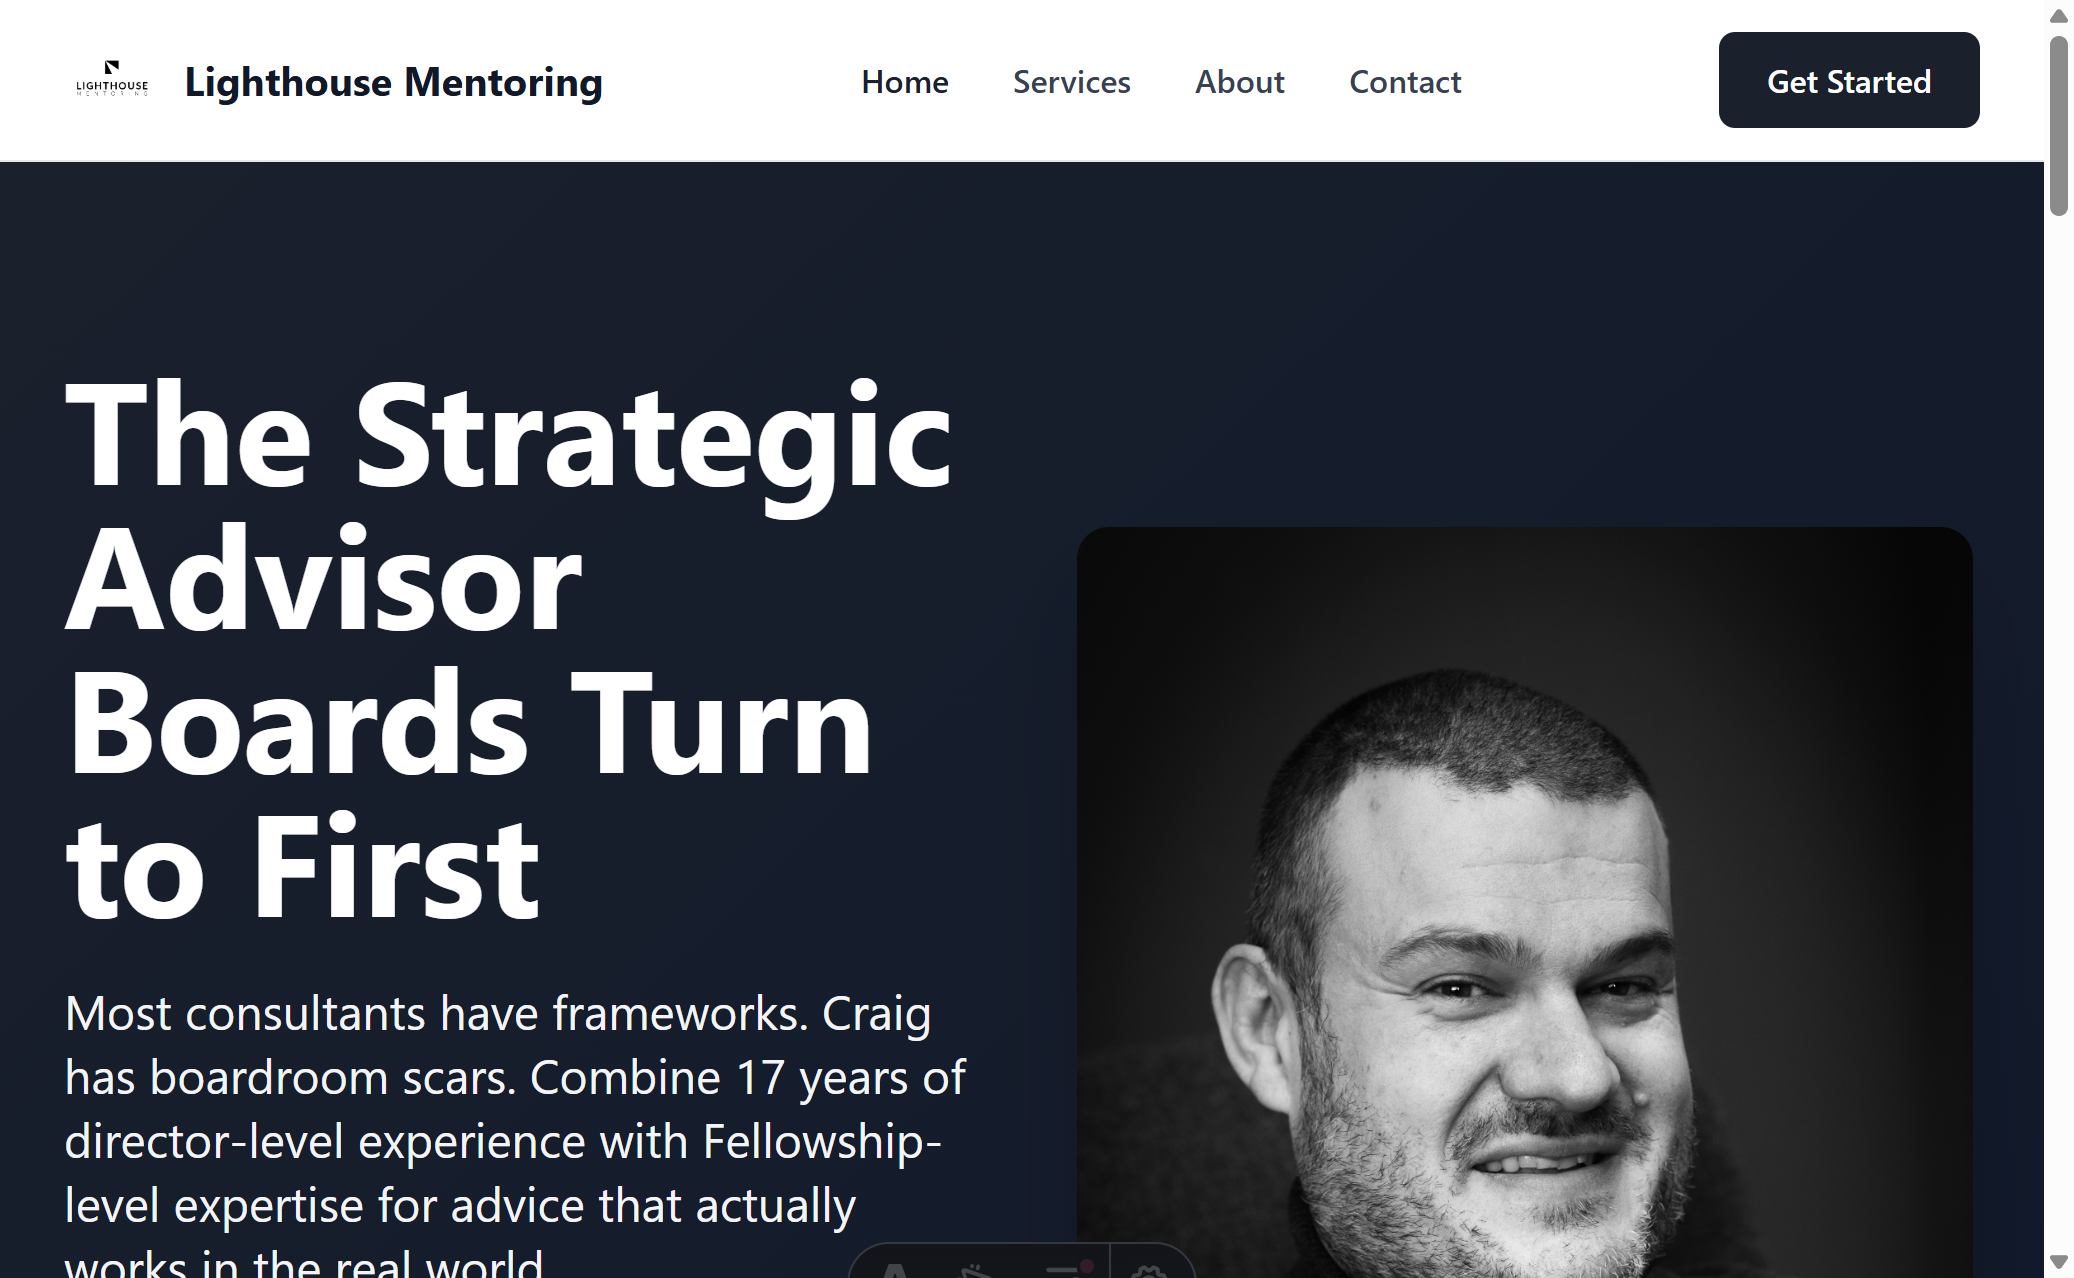 LIGHTHOUSE
MENTORING
Lighthouse Mentoring
Home
Services
About
Contact
Get Started
The Strategic
Advisor
Boards Turn
to First
Most consultants have frameworks. Craig
has boardroom scars. Combine 17 years of
director-level experience with Fellowship-
level expertise for advice that actually
works in the real world